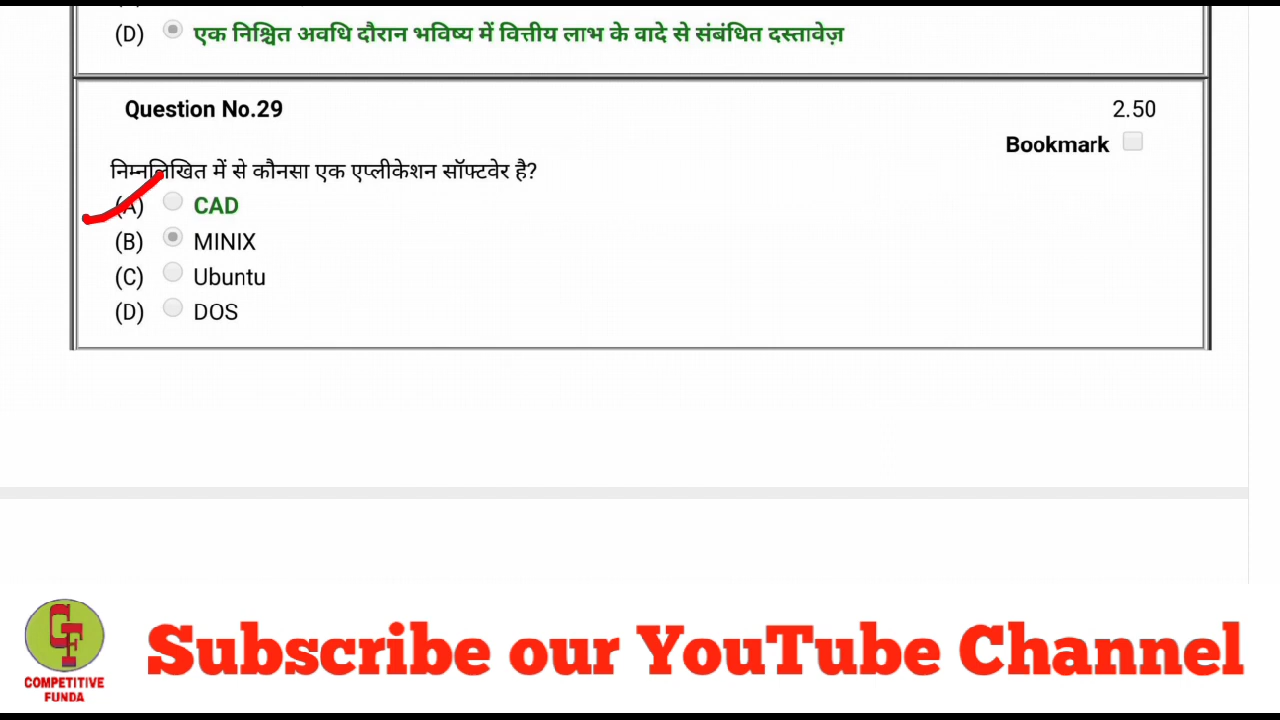 (D) एक निश्चित अवधि दौरान भविष्य में वित्तीय लाभ के वादे से संबंधित दस्तावेज़
Question No.29 2.50
Bookmark
निम्नलिखित में से कौनसा एक एप्लीकेशन सॉफ्टवेर है?
(A) CAD
(B) MINIX
(C) Ubuntu
(D) DOS
CF
COMPETITIVE
FUNDA
Subscribe our YouTube Channel